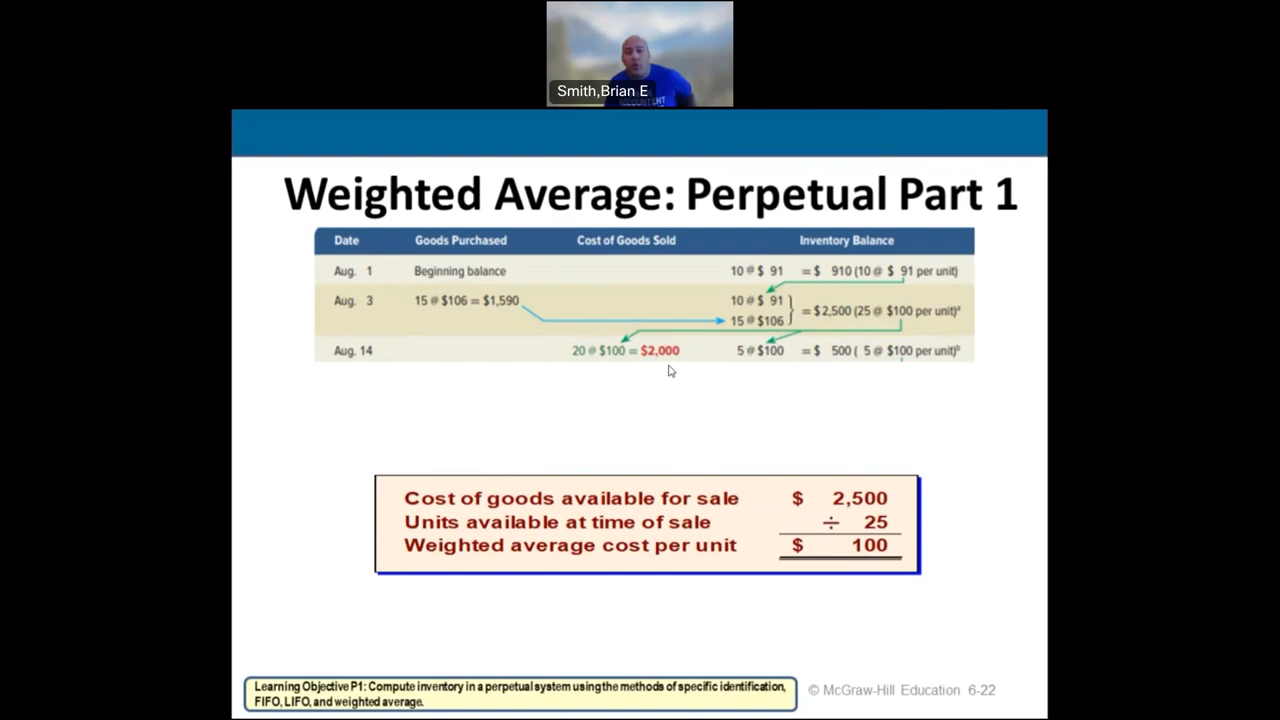 Smith,Brian E
ACCOUNTANT
Weighted Average: Perpetual Part 1
Date Goods Purchased Cost of Goods Sold Inventory Balance
Aug. 1 Beginning balance 10 @ $ 91 = $ 910 (10 @ $ 91 per unit)
Aug. 3 15 @ $106 = $1,590 10 @ $ 91
15 @ $106 = $2,500 (25 @ $100 per unit)ᵃ
Aug. 14 20 @ $100 = $2,000 5 @ $100 = $ 500 ( 5 @ $100 per unit)ᵇ
Cost of goods available for sale $ 2,500
Units available at time of sale ÷ 25
Weighted average cost per unit $ 100
Learning Objective P1: Compute inventory in a perpetual system using the methods of specific identification,
FIFO, LIFO, and weighted average.
© McGraw-Hill Education 6-22